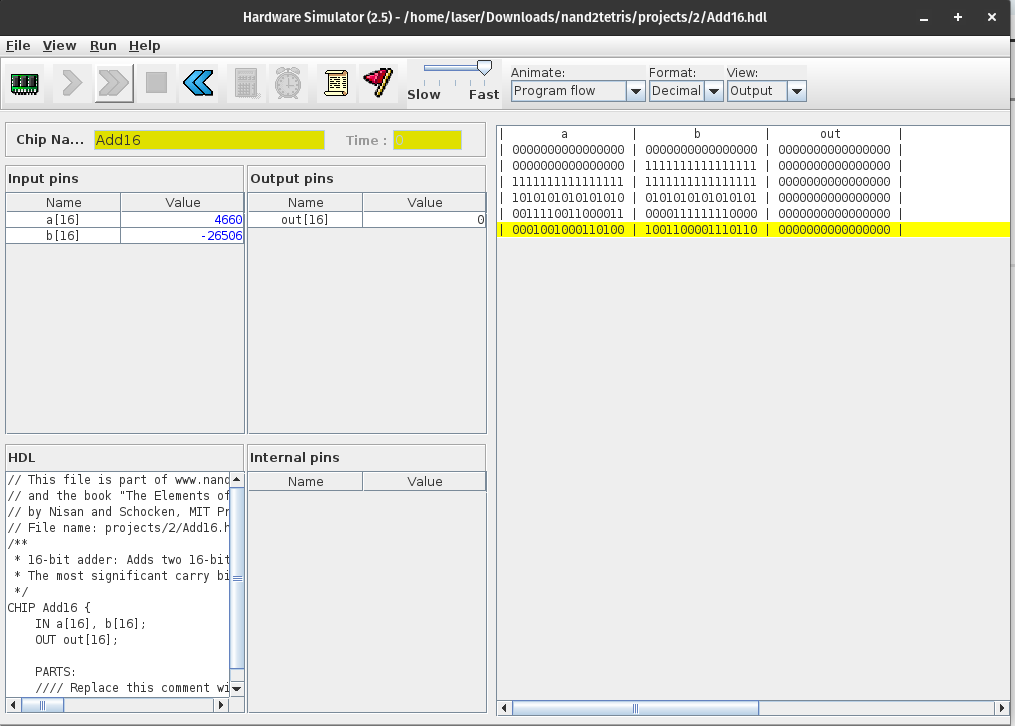 Hardware Simulator (2.5) - /home/laser/Downloads/nand2tetris/projects/2/Add16.hdl
File View Run Help
Slow Fast
Animate: Format: View:
Program flow Decimal Output
Chip Na... Add16 Time : 0
Input pins
Name Value
a[16] 4660
b[16] -26506
Output pins
Name Value
out[16] 0
HDL
// This file is part of www.nand
// and the book "The Elements of
// by Nisan and Schocken, MIT Pr
// File name: projects/2/Add16.h
/**
* 16-bit adder: Adds two 16-bit
* The most significant carry bi
*/
CHIP Add16 {
IN a[16], b[16];
OUT out[16];
PARTS:
//// Replace this comment wi
Internal pins
Name Value
| a | b | out |
| 0000000000000000 | 0000000000000000 | 0000000000000000 |
| 0000000000000000 | 1111111111111111 | 0000000000000000 |
| 1111111111111111 | 1111111111111111 | 0000000000000000 |
| 1010101010101010 | 0101010101010101 | 0000000000000000 |
| 0011110011000011 | 0000111111110000 | 0000000000000000 |
| 0001001000110100 | 1001100001110110 | 0000000000000000 |